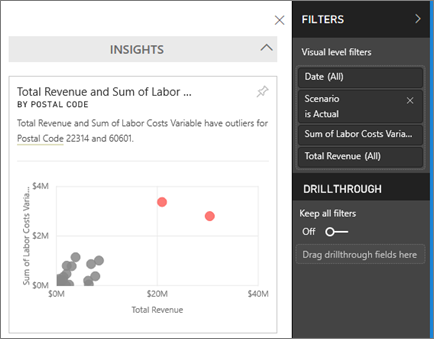 INSIGHTS
Total Revenue and Sum of Labor ...
BY POSTAL CODE
Total Revenue and Sum of Labor Costs Variable have outliers for
Postal Code 22314 and 60601.
Sum of Labor Costs Varia...
$4M
$2M
$0M
$0M
$20M
$40M
Total Revenue
FILTERS
Visual level filters
Date (All)
Scenario
is Actual
Sum of Labor Costs Varia...
Total Revenue (All)
DRILLTHROUGH
Keep all filters
Off
Drag drillthrough fields here